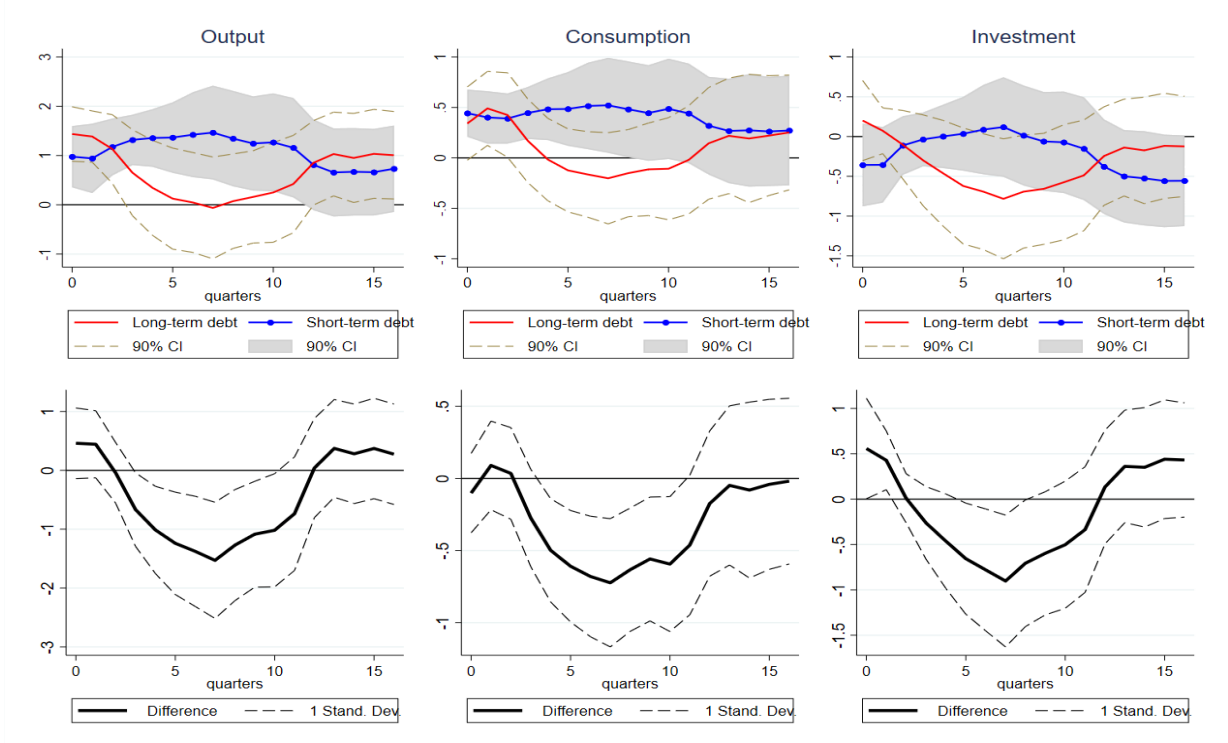 Output
3
2
1
0
-1
0 5 10 15
quarters
Long-term debt Short-term debt
90% CI 90% CI
Consumption
1
.5
0
-.5
-1
0 5 10 15
quarters
Long-term debt Short-term debt
90% CI 90% CI
Investment
1
.5
0
-.5
-1
-1.5
0 5 10 15
quarters
Long-term debt Short-term debt
90% CI 90% CI
1
0
-1
-2
-3
0 5 10 15
quarters
Difference 1 Stand. Dev.
.5
0
-.5
-1
0 5 10 15
quarters
Difference 1 Stand. Dev.
1
.5
0
-.5
-1
-1.5
0 5 10 15
quarters
Difference 1 Stand. Dev.